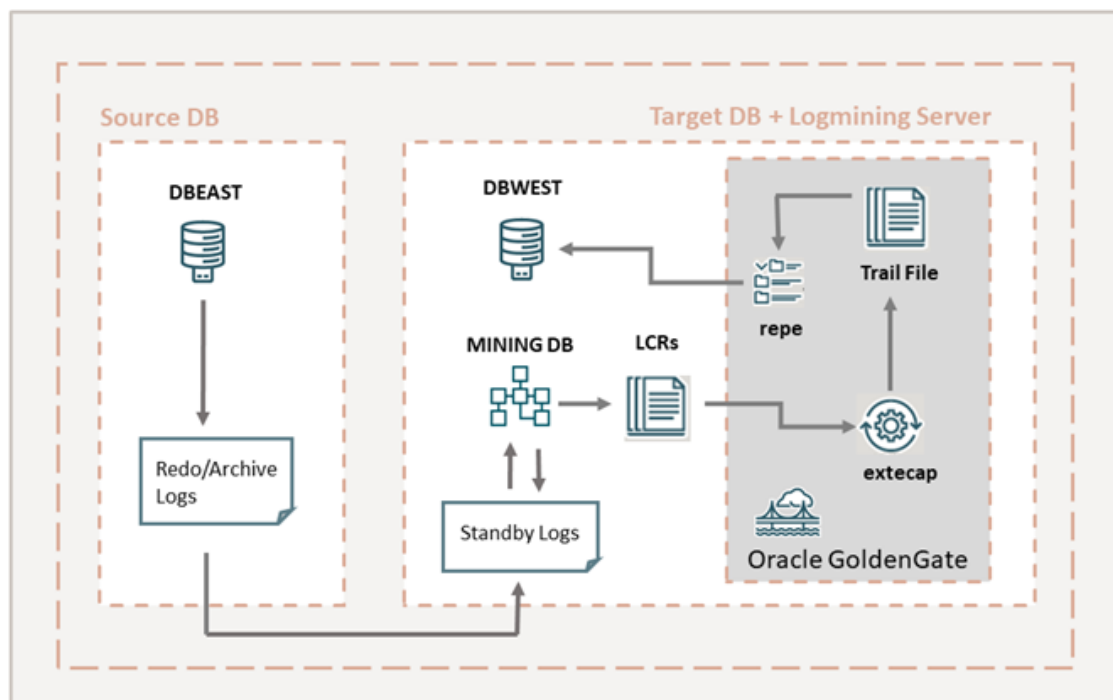 Source DB
Target DB + Logmining Server
DBEAST
DBWEST
Trail File
repe
MINING DB
LCRs
extecap
Redo/Archive
Logs
Standby Logs
Oracle GoldenGate